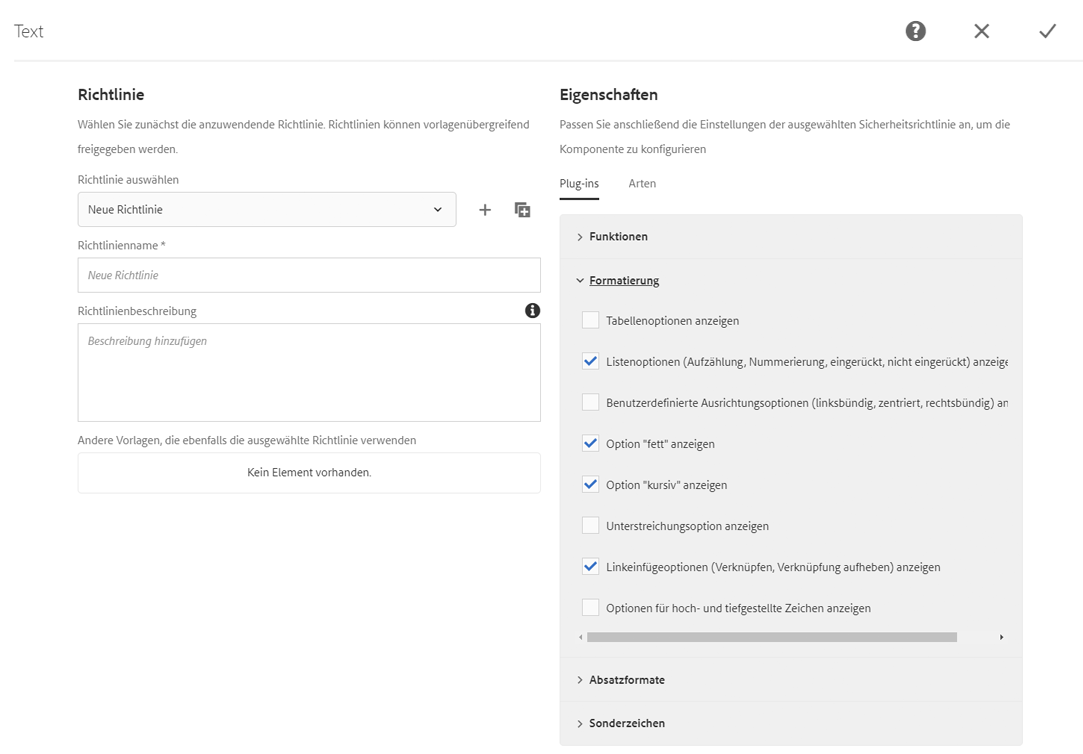 Text
Richtlinie
Wählen Sie zunächst die anzuwendende Richtlinie. Richtlinien können vorlagenübergreifend
freigegeben werden.
Richtlinie auswählen
Neue Richtlinie
Richtlinienname *
Neue Richtlinie
Richtlinienbeschreibung
Beschreibung hinzufügen
Andere Vorlagen, die ebenfalls die ausgewählte Richtlinie verwenden
Kein Element vorhanden.
Eigenschaften
Passen Sie anschließend die Einstellungen der ausgewählten Sicherheitsrichtlinie an, um die
Komponente zu konfigurieren
Plug-ins Arten
Funktionen
Formatierung
Tabellenoptionen anzeigen
Listenoptionen (Aufzählung, Nummerierung, eingerückt, nicht eingerückt) anzeige
Benutzerdefinierte Ausrichtungsoptionen (linksbündig, zentriert, rechtsbündig) an
Option "fett" anzeigen
Option "kursiv" anzeigen
Unterstreichungsoption anzeigen
Linkeinfügeoptionen (Verknüpfen, Verknüpfung aufheben) anzeigen
Optionen für hoch- und tiefgestellte Zeichen anzeigen
Absatzformate
Sonderzeichen